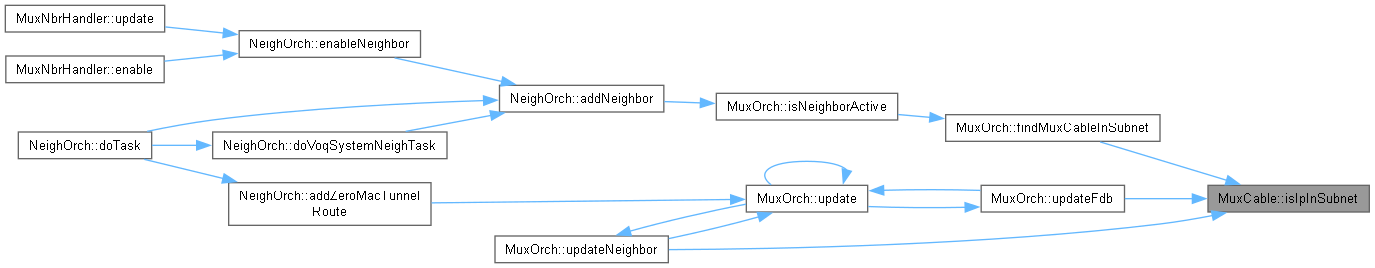 MuxNbrHandler::update
NeighOrch::enableNeighbor
MuxNbrHandler::enable
NeighOrch::addNeighbor
MuxOrch::isNeighborActive
MuxOrch::findMuxCableInSubnet
NeighOrch::doTask
NeighOrch::doVoqSystemNeighTask
NeighOrch::addZeroMacTunnel
Route
MuxOrch::update
MuxOrch::updateFdb
MuxCable::isIpInSubnet
MuxOrch::updateNeighbor